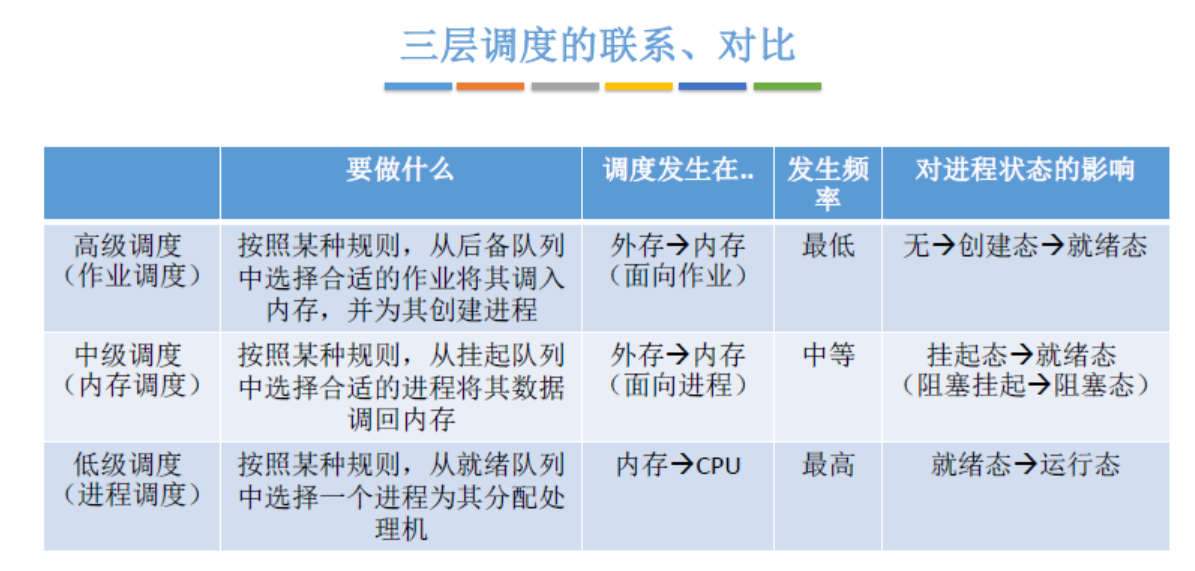 三层调度的联系、对比
要做什么
调度发生在..
发生频
率
对进程状态的影响
高级调度
（作业调度）
按照某种规则，从后备队列
中选择合适的作业将其调入
内存，并为其创建进程
外存→内存
（面向作业）
最低
无→创建态→就绪态
中级调度
（内存调度）
按照某种规则，从挂起队列
中选择合适的进程将其数据
调回内存
外存→内存
（面向进程）
中等
挂起态→就绪态
（阻塞挂起→阻塞态）
低级调度
（进程调度）
按照某种规则，从就绪队列
中选择一个进程为其分配处
理机
内存→CPU
最高
就绪态→运行态